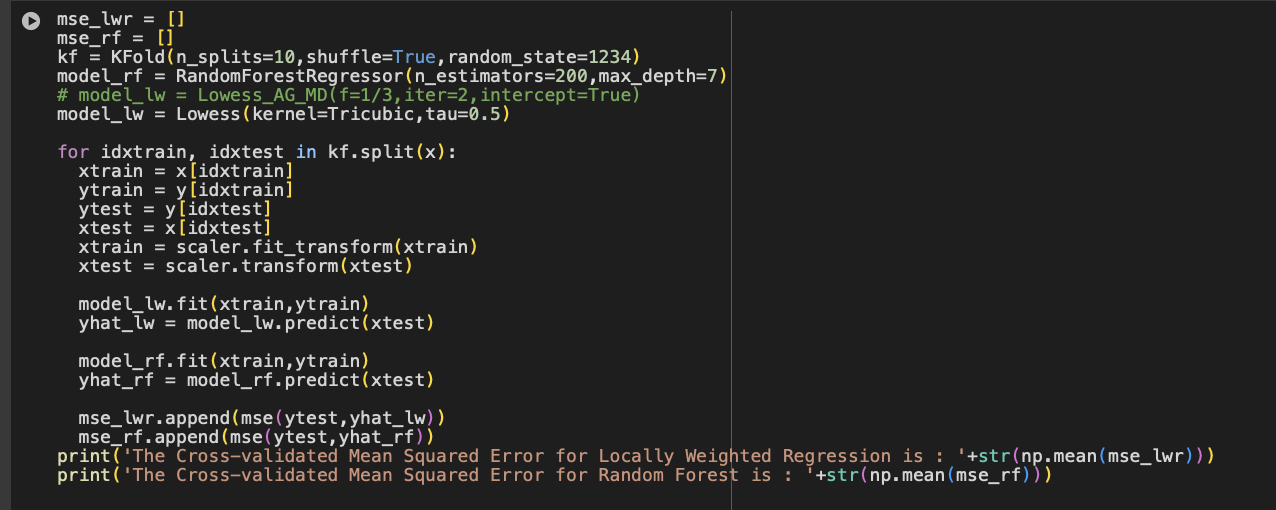 mse_lwr = []
mse_rf = []
kf = KFold(n_splits=10,shuffle=True,random_state=1234)
model_rf = RandomForestRegressor(n_estimators=200,max_depth=7)
# model_lw = Lowess_AG_MD(f=1/3,iter=2,intercept=True)
model_lw = Lowess(kernel=Tricubic,tau=0.5)
for idxtrain, idxtest in kf.split(x):
  xtrain = x[idxtrain]
  ytrain = y[idxtrain]
  ytest = y[idxtest]
  xtest = x[idxtest]
  xtrain = scaler.fit_transform(xtrain)
  xtest = scaler.transform(xtest)
  model_lw.fit(xtrain,ytrain)
  yhat_lw = model_lw.predict(xtest)
  model_rf.fit(xtrain,ytrain)
  yhat_rf = model_rf.predict(xtest)
  mse_lwr.append(mse(ytest,yhat_lw))
  mse_rf.append(mse(ytest,yhat_rf))
print('The Cross-validated Mean Squared Error for Locally Weighted Regression is : '+str(np.mean(mse_lwr)))
print('The Cross-validated Mean Squared Error for Random Forest is : '+str(np.mean(mse_rf)))